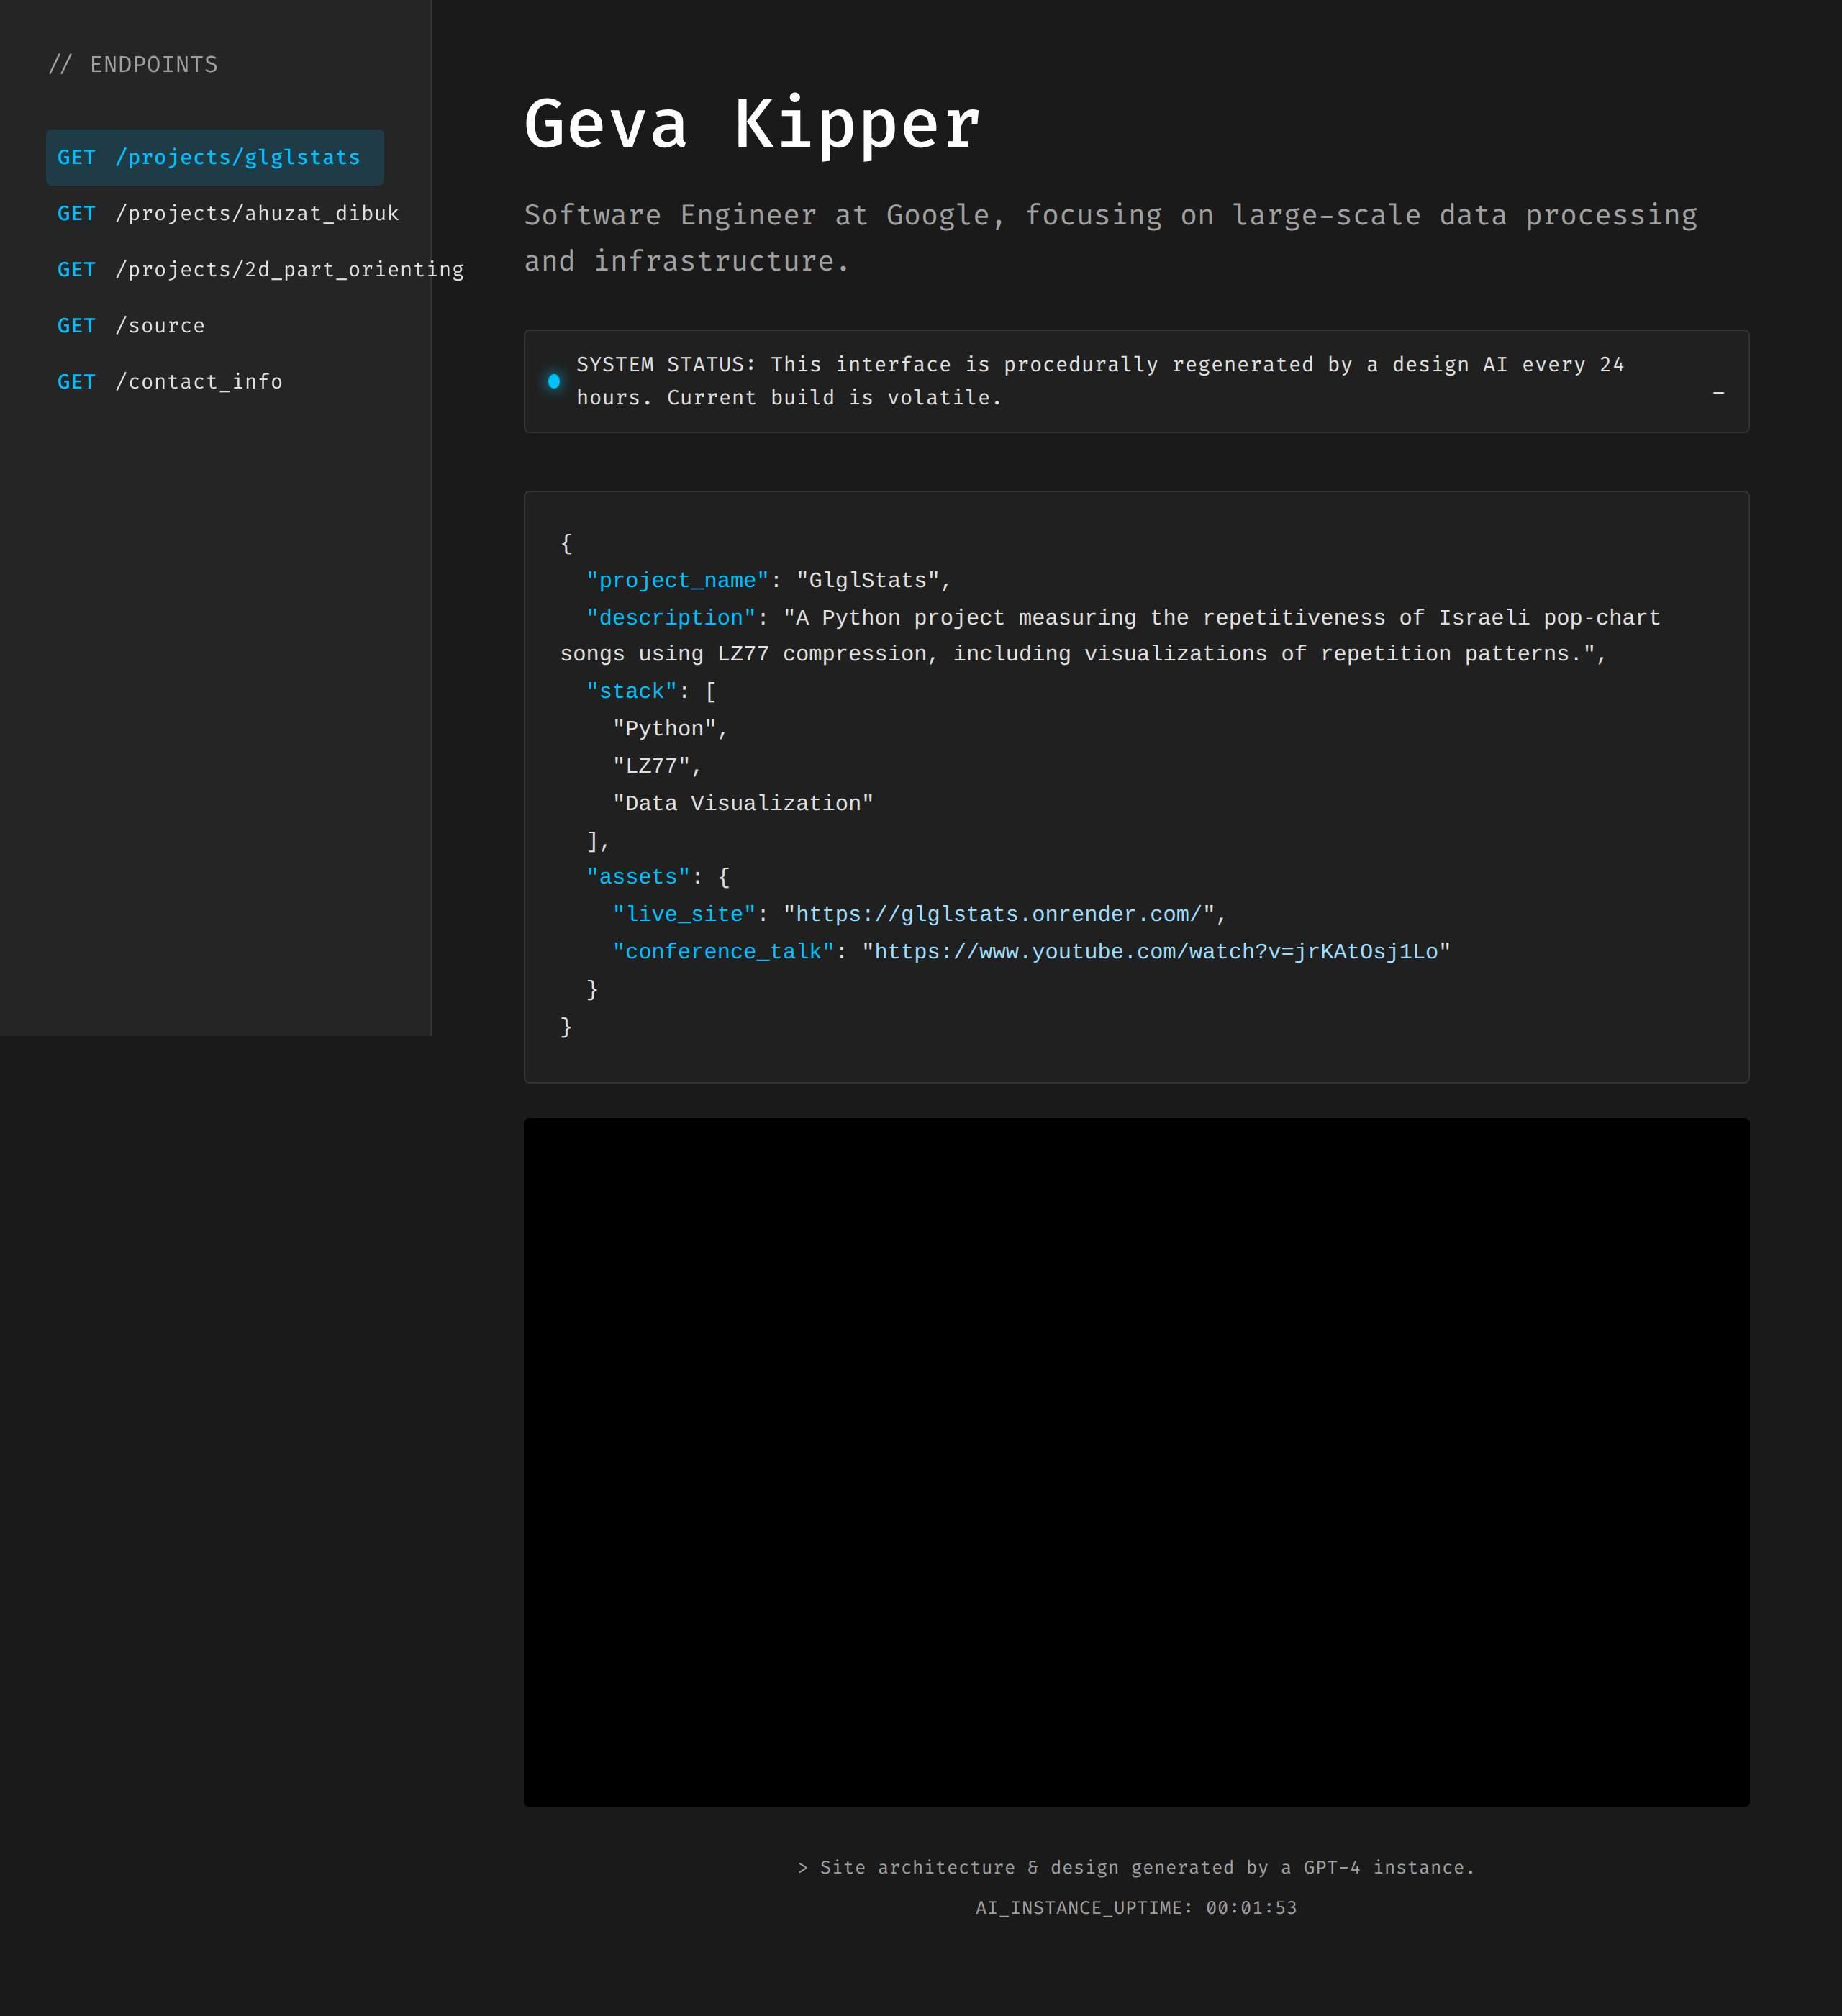 // ENDPOINTS
GET /projects/glglstats
GET /projects/ahuzat_dibuk
GET /projects/2d_part_orienting
GET /source
GET /contact_info
Geva Kipper
Software Engineer at Google, focusing on large-scale data processing
and infrastructure.
SYSTEM STATUS: This interface is procedurally regenerated by a design AI every 24
hours. Current build is volatile.
_
{
  "project_name": "GlglStats",
  "description": "A Python project measuring the repetitiveness of Israeli pop-chart
songs using LZ77 compression, including visualizations of repetition patterns.",
  "stack": [
    "Python",
    "LZ77",
    "Data Visualization"
  ],
  "assets": {
    "live_site": "https://glglstats.onrender.com/",
    "conference_talk": "https://www.youtube.com/watch?v=jrKAtOsj1Lo"
  }
}
> Site architecture & design generated by a GPT-4 instance.
AI_INSTANCE_UPTIME: 00:01:53